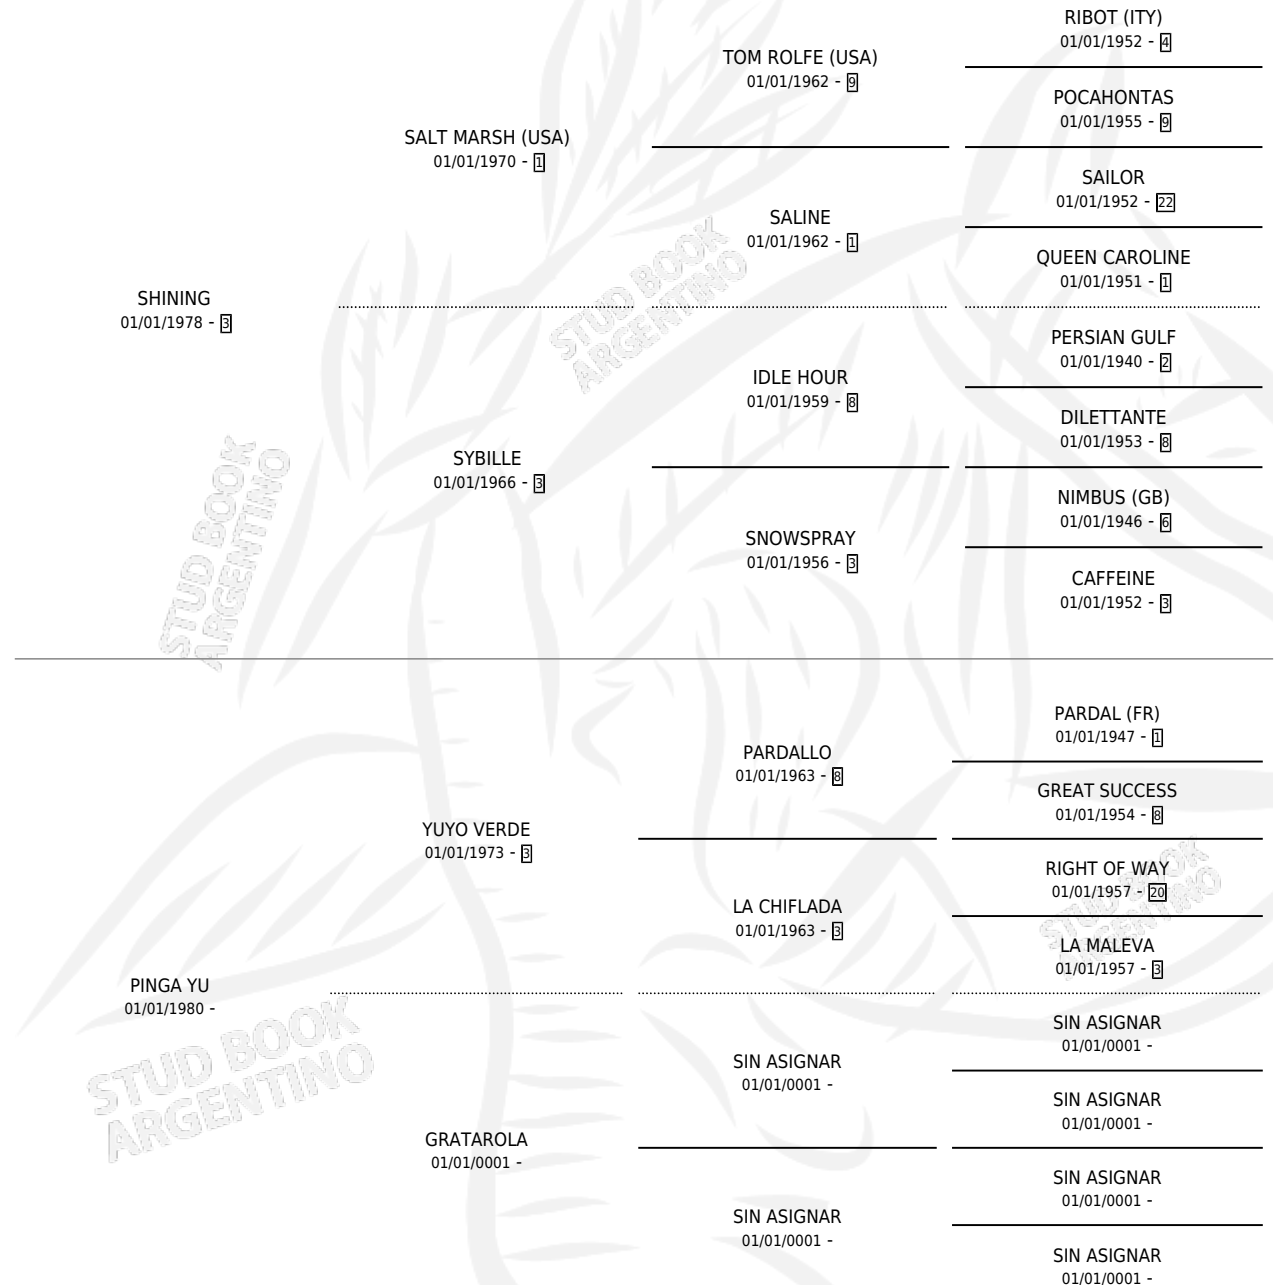 RIBOT (ITY)
01/01/1952 - 4
TOM ROLFE (USA)
01/01/1962 - 9
POCAHONTAS
01/01/1955 - 9
SALT MARSH (USA)
01/01/1970 - 1
SAILOR
01/01/1952 - 22
SALINE
01/01/1962 - 1
QUEEN CAROLINE
01/01/1951 - 1
SHINING
01/01/1978 - 3
PERSIAN GULF
01/01/1940 - 2
IDLE HOUR
01/01/1959 - 8
DILETTANTE
01/01/1953 - 8
SYBILLE
01/01/1966 - 3
NIMBUS (GB)
01/01/1946 - 6
SNOWSPRAY
01/01/1956 - 3
CAFFEINE
01/01/1952 - 3
STUD BOOK
ARGENTINO
STUD BOOK
ARGENTINO
PARDAL (FR)
01/01/1947 - 1
PARDALLO
01/01/1963 - 8
GREAT SUCCESS
01/01/1954 - 8
YUYO VERDE
01/01/1973 - 3
RIGHT OF WAY
01/01/1957 - 20
LA CHIFLADA
01/01/1963 - 3
LA MALEVA
01/01/1957 - 3
PINGA YU
01/01/1980 -
SIN ASIGNAR
01/01/0001 -
SIN ASIGNAR
01/01/0001 -
SIN ASIGNAR
01/01/0001 -
GRATAROLA
01/01/0001 -
SIN ASIGNAR
01/01/0001 -
SIN ASIGNAR
01/01/0001 -
SIN ASIGNAR
01/01/0001 -
STUD BOOK
ARGENTINO
STUD BOOK
ARGENTINO